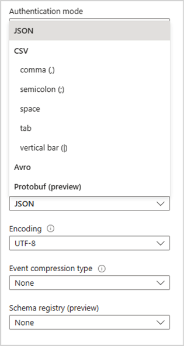 Authentication mode
JSON
CSV
comma (,)
semicolon (;)
space
tab
vertical bar (|)
Avro
Protobuf (preview)
JSON
Encoding
UTF-8
Event compression type
None
Schema registry (preview)
None